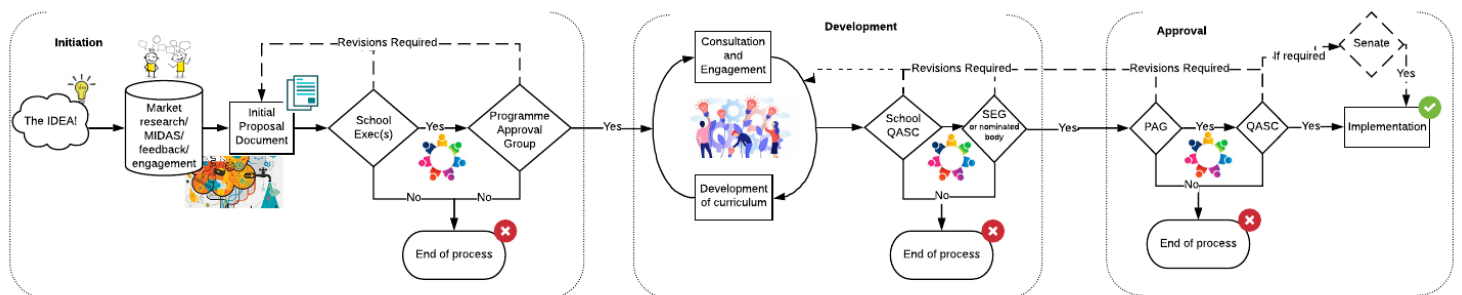 Initiation
Revisions Required
The IDEA!
Market
research/
MIDAS/
feedback/
engagement
Initial
Proposal
Document
School
Exec(s)
Yes
Programme
Approval
Group
No
No
End of process
Yes
Development
Consultation
and
Engagement
Development
of curriculum
Revisions Required
School
QASC
SEG
or nominated
body
No
End of process
Yes
Approval
Revisions Required
If required
Senate
Yes
PAG
Yes
QASC
Yes
Implementation
No
End of process